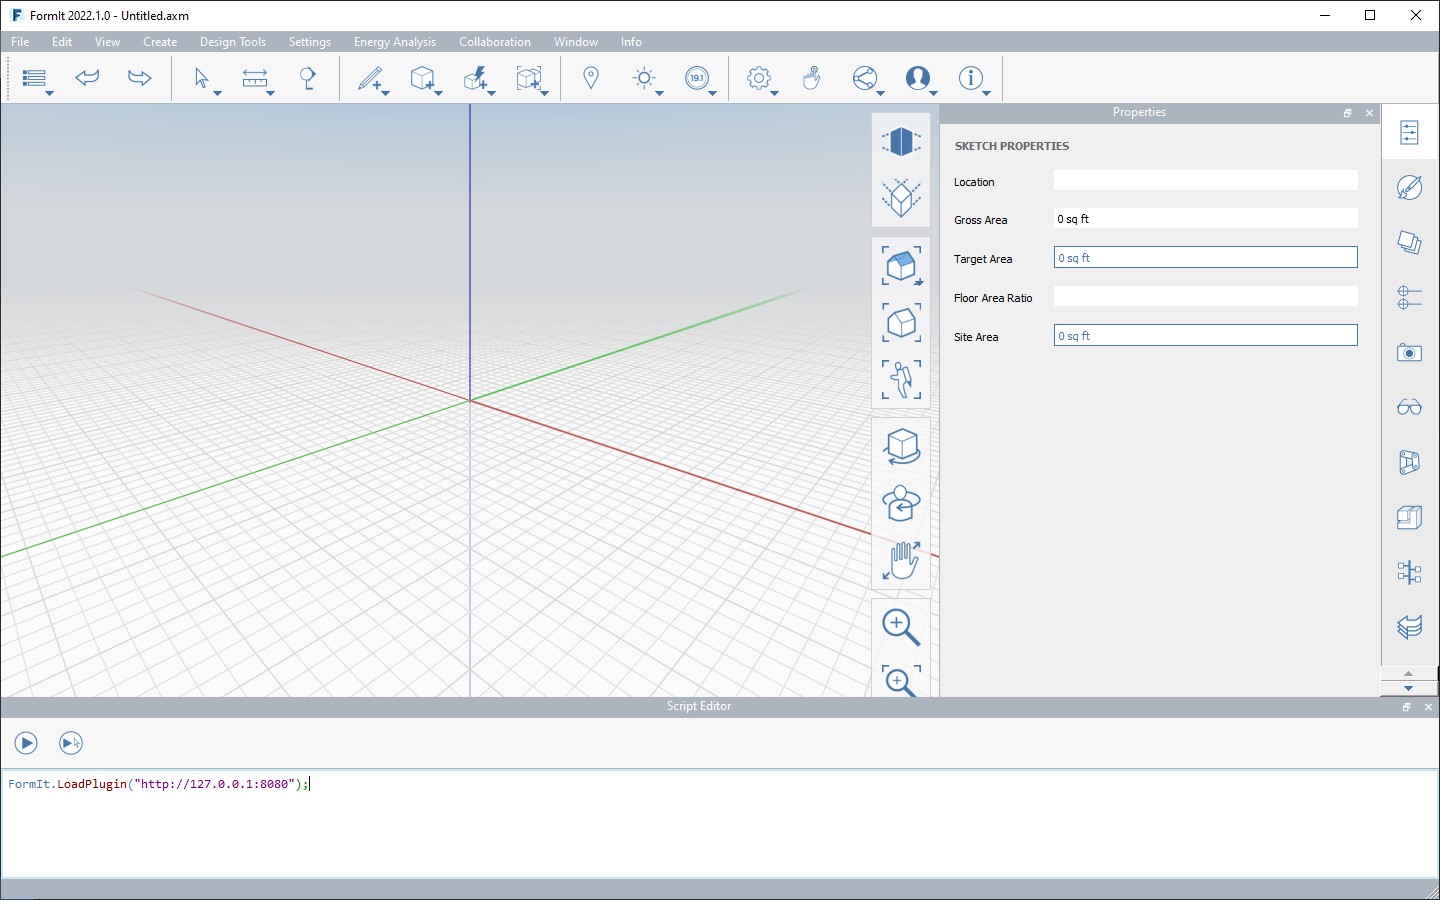 FormIt 2022.1.0 - Untitled.axm
File Edit View Create Design Tools Settings Energy Analysis Collaboration Window Info
19.1
Properties
SKETCH PROPERTIES
Location
Gross Area 0 sq ft
Target Area 0 sq ft
Floor Area Ratio
Site Area 0 sq ft
Script Editor
FormIt.LoadPlugin("http://127.0.0.1:8080");